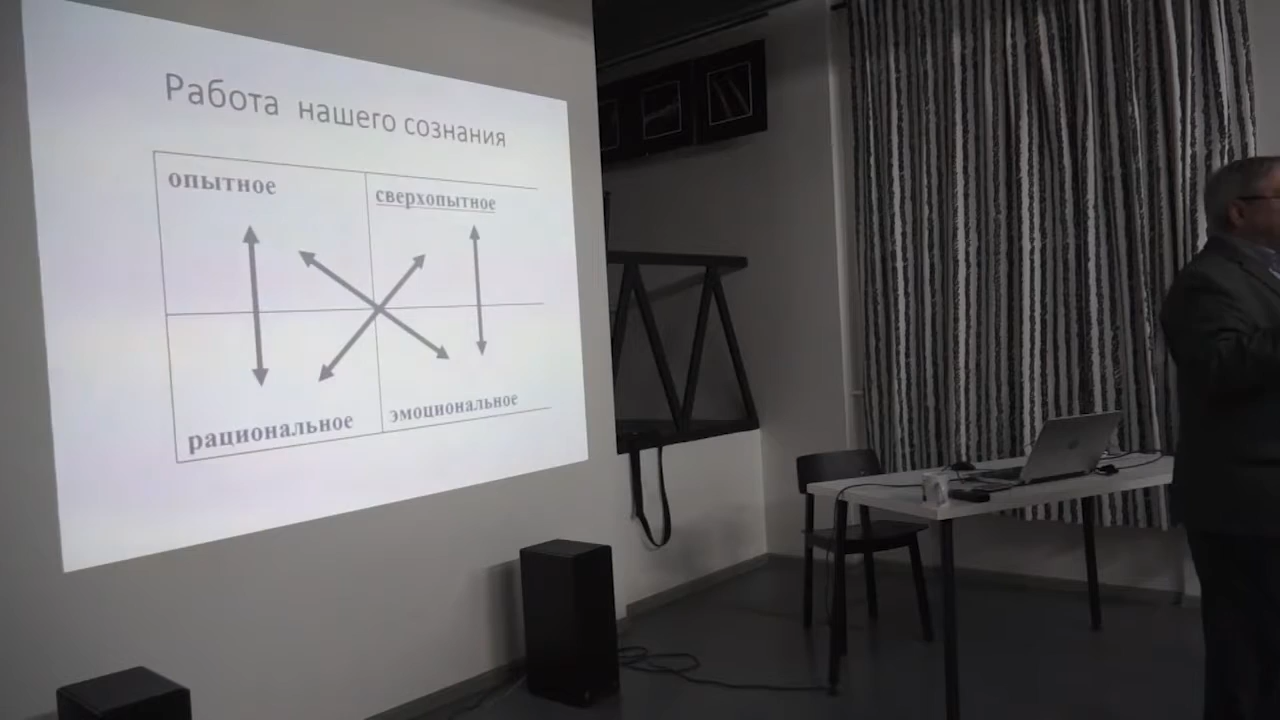 Работа нашего сознания
опытное
сверхопытное
рациональное
эмоциональное